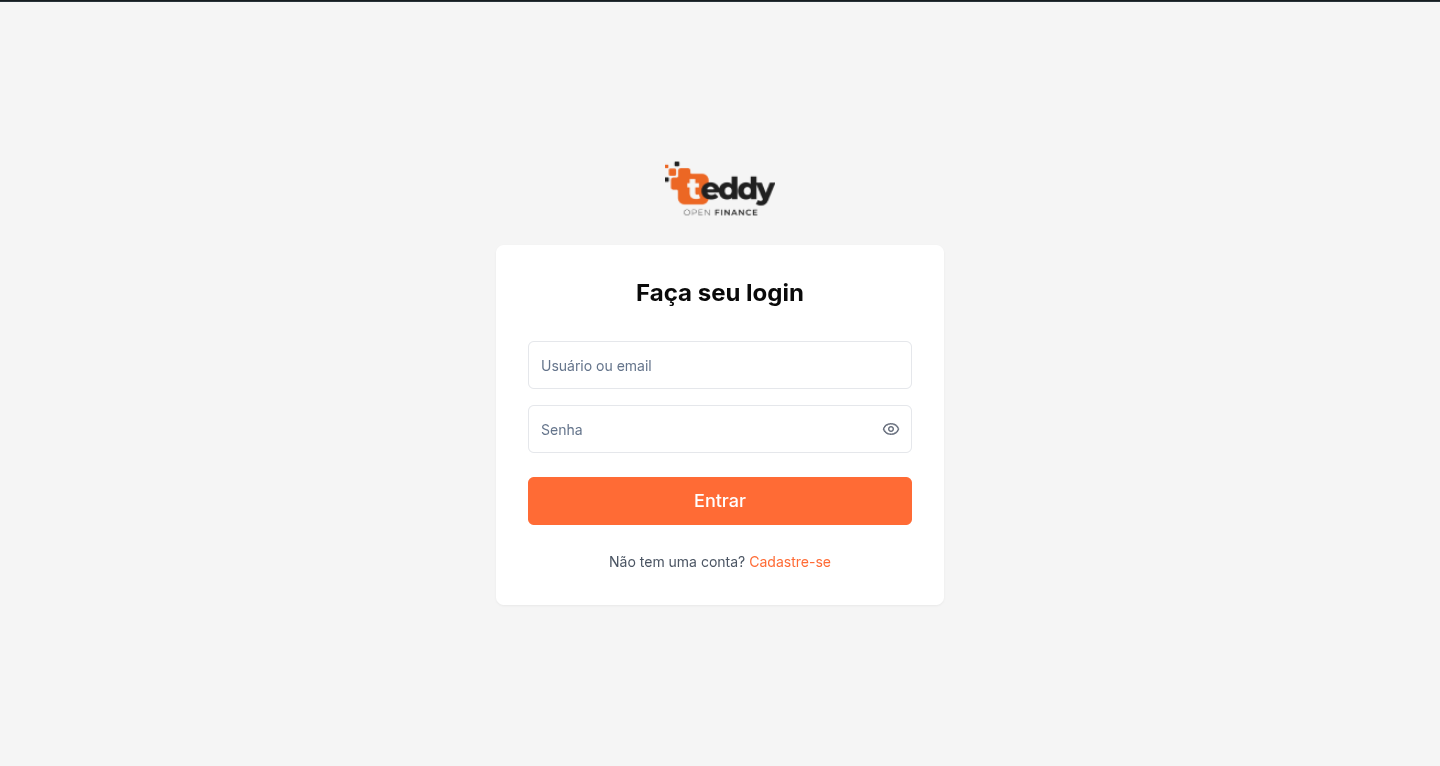 teddy
OPEN FINANCE
Faça seu login
Usuário ou email
Senha
Entrar
Não tem uma conta? Cadastre-se